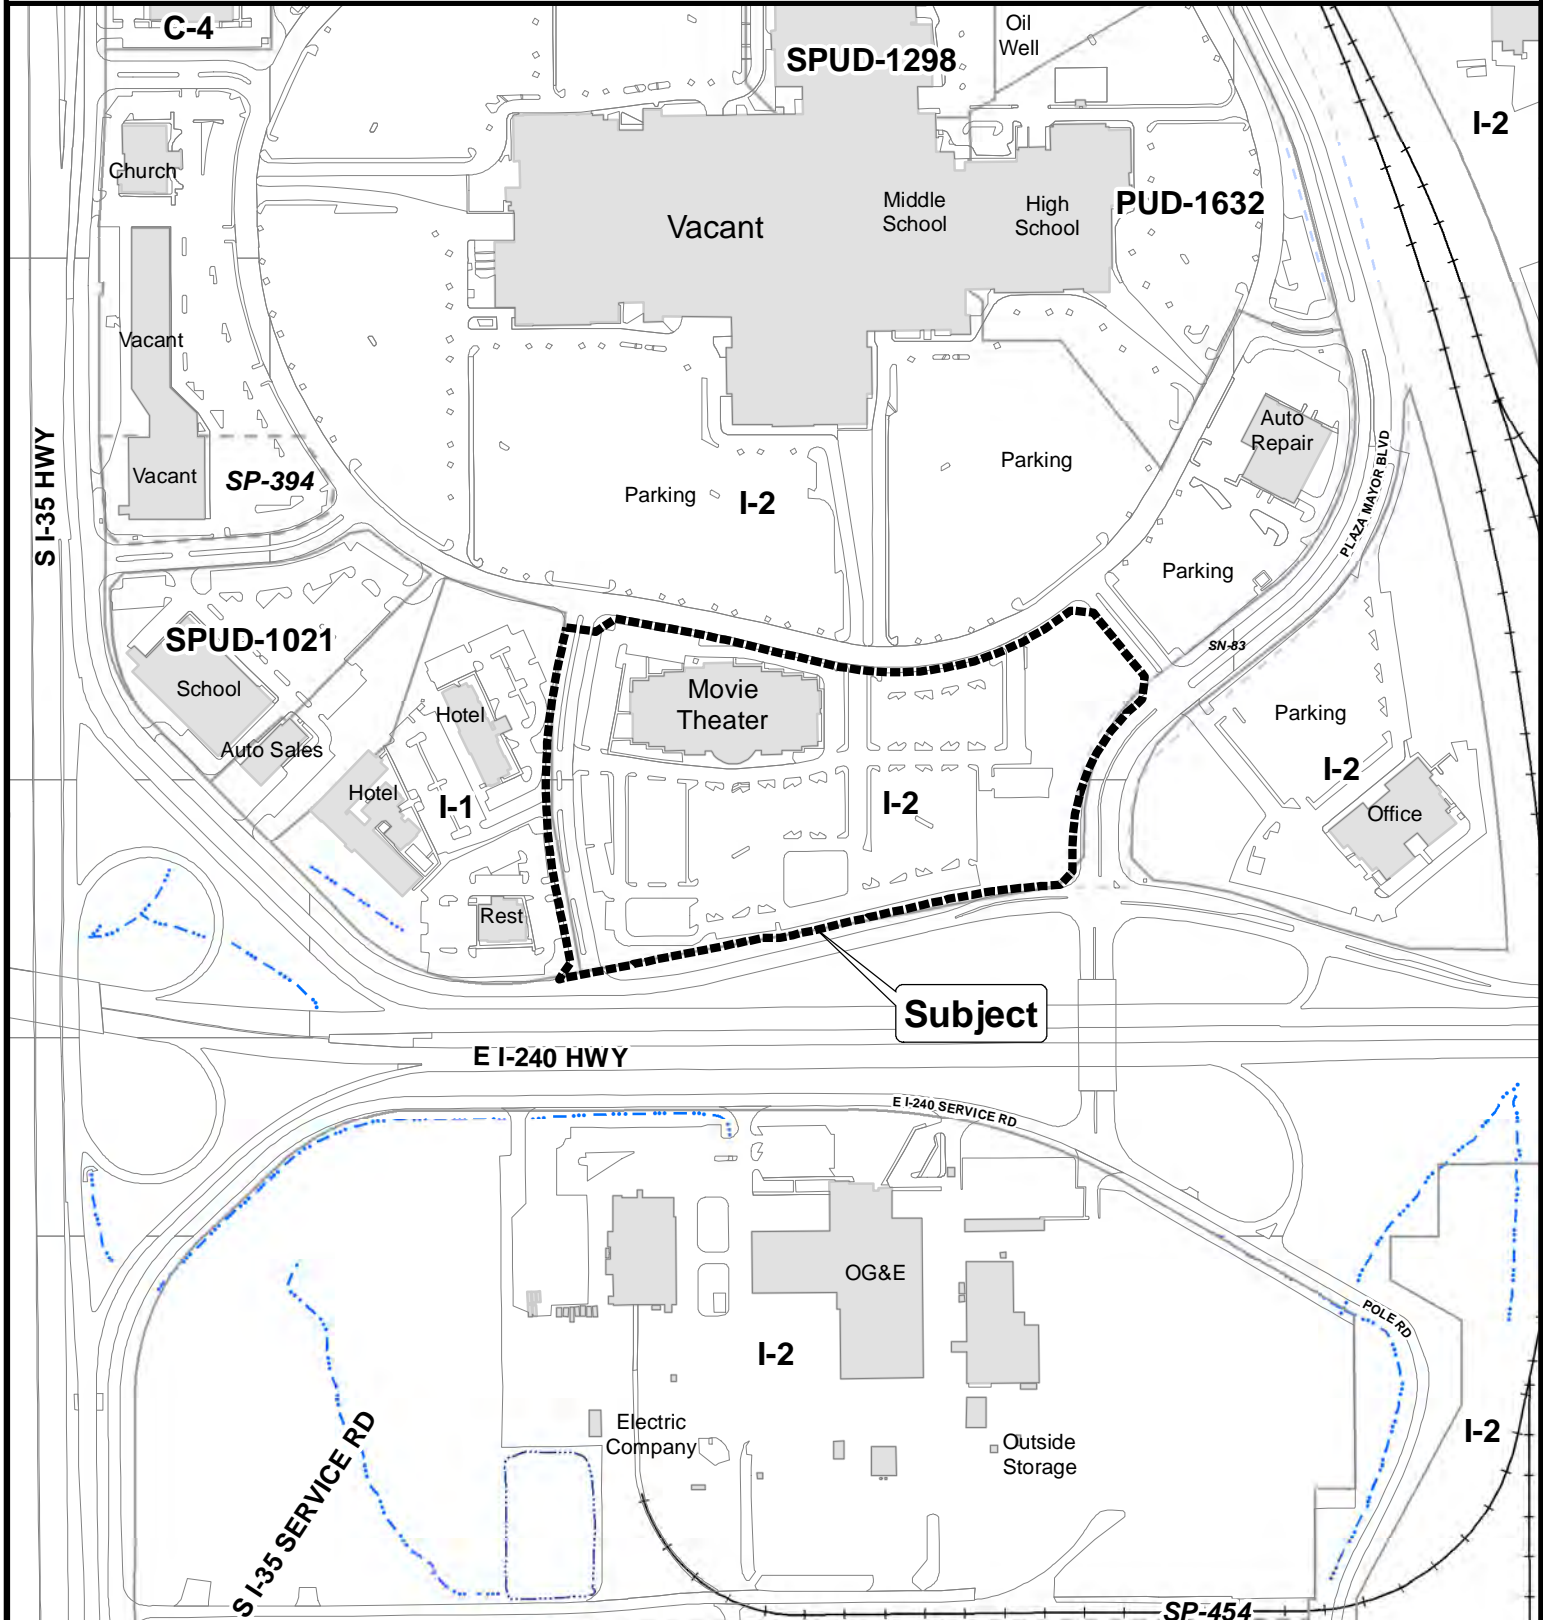 C-4
Oil
Well
SPUD-1298
I-2
Church
Middle
School
High
School
PUD-1632
Vacant
Vacant
Auto
Repair
Vacant
SP-394
Parking
Parking
I-2
S I-35 HWY
PLAZA MAYOR BLVD
Parking
SPUD-1021
SN-83
School
Movie
Theater
Hotel
Parking
Auto Sales
I-2
Hotel
I-1
I-2
Office
Rest
Subject
E I-240 HWY
E I-240 SERVICE RD
OG&E
POLE RD
I-2
Electric
Company
Outside
Storage
I-2
S I-35 SERVICE RD
SP-454